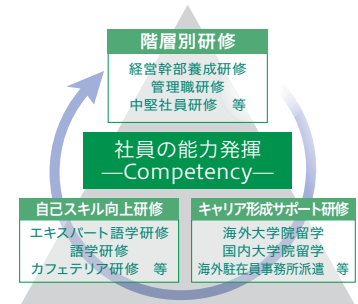 階層別研修
経営幹部養成研修
管理職研修
中堅社員研修　等
社員の能力発揮
―Competency―
自己スキル向上研修
エキスパート語学研修
語学研修
カフェテリア研修　等
キャリア形成サポート研修
海外大学院留学
国内大学院留学
海外駐在員事務所派遣　等